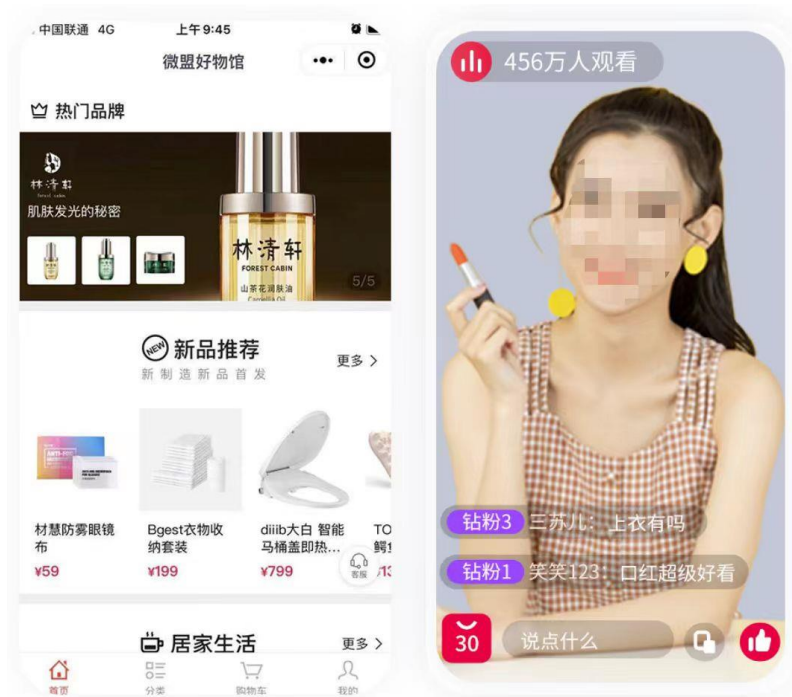 中国联通 4G
上午9:45
微盟好物馆
热门品牌
林清轩
forest cabin
肌肤发光的秘密
林清轩
FOREST CABIN
山茶花润肤油
Camellia Oil
5/5
NEW 新品推荐
更多
新制造新品首发
材慧防雾眼镜布
¥59
Bgest衣物收纳套装
¥199
diiib大白 智能马桶盖即热...
¥799
TO
客服
居家生活
更多
首页
分类
购物车
我的
456万人观看
钻粉3 三苏儿：上衣有吗
钻粉1 笑笑123：口红超级好看
30
说点什么